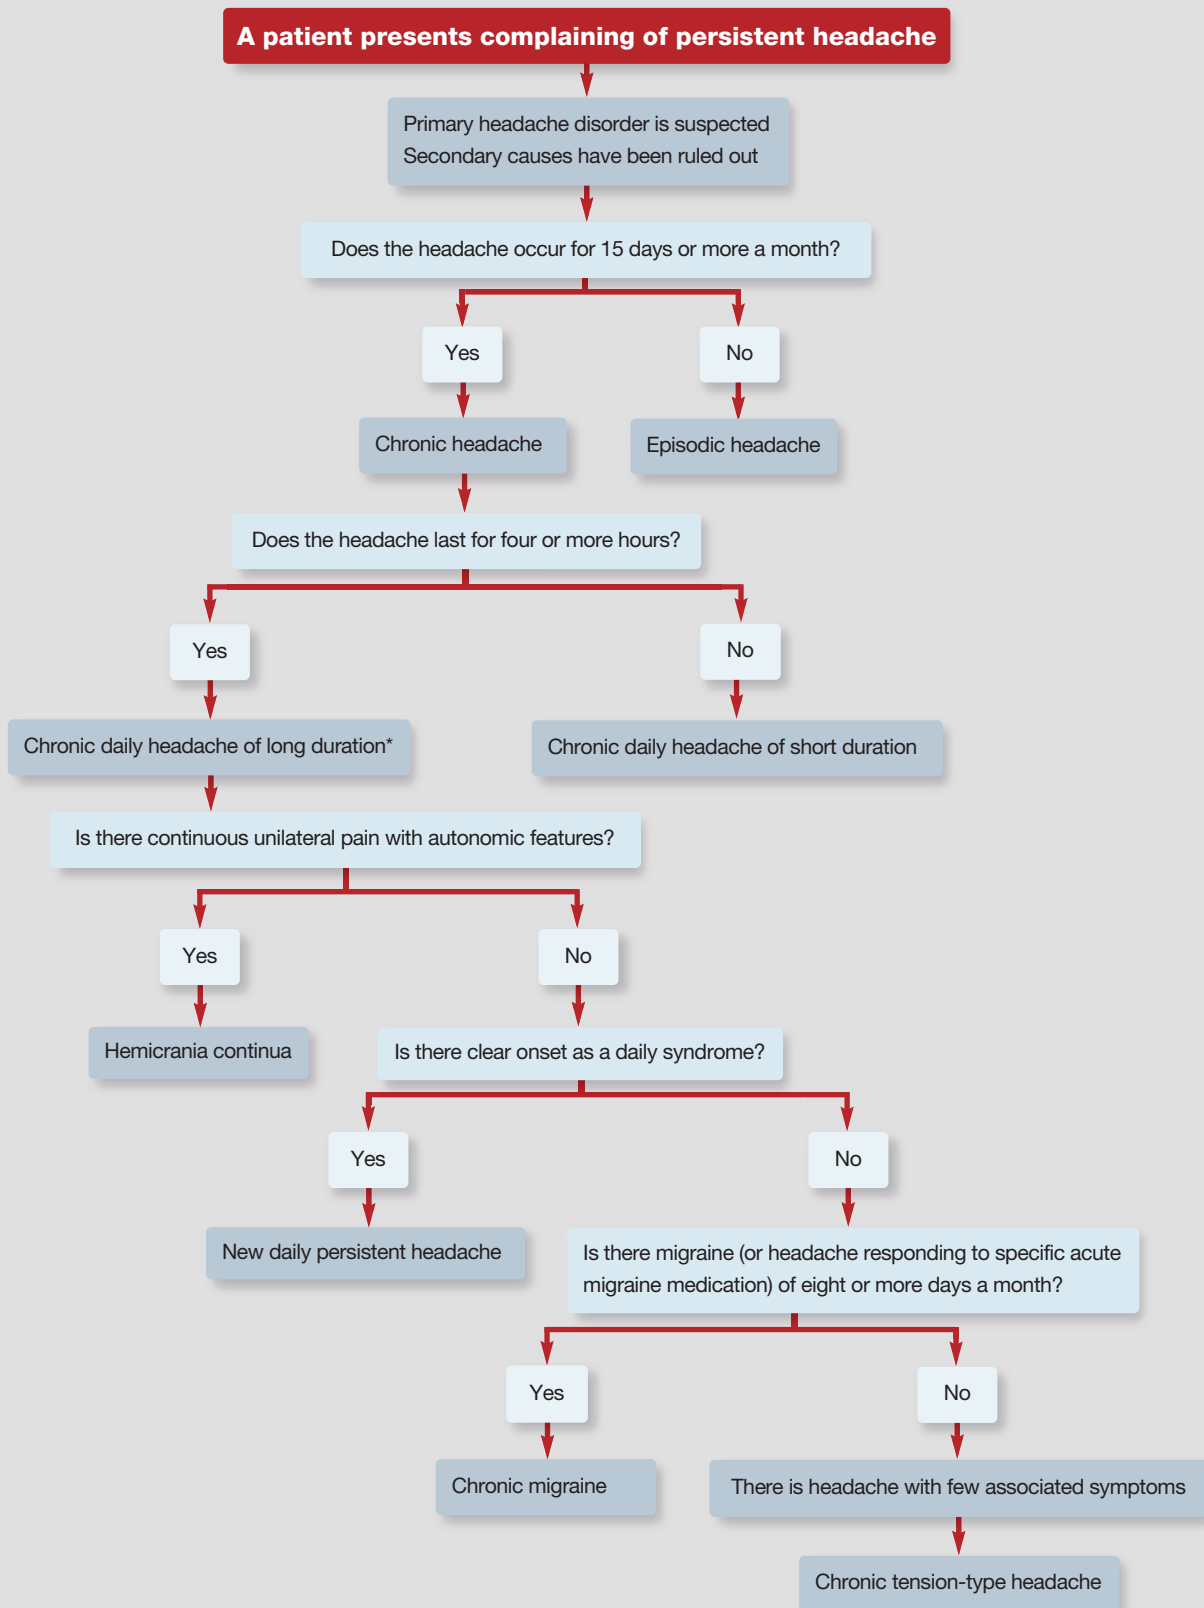 A patient presents complaining of persistent headache
Primary headache disorder is suspected
Secondary causes have been ruled out
Does the headache occur for 15 days or more a month?
Yes
No
Chronic headache
Episodic headache
Does the headache last for four or more hours?
Yes
No
Chronic daily headache of long duration*
Chronic daily headache of short duration
Is there continuous unilateral pain with autonomic features?
Yes
No
Hemicrania continua
Is there clear onset as a daily syndrome?
Yes
No
New daily persistent headache
Is there migraine (or headache responding to specific acute
migraine medication) of eight or more days a month?
Yes
No
Chronic migraine
There is headache with few associated symptoms
Chronic tension-type headache